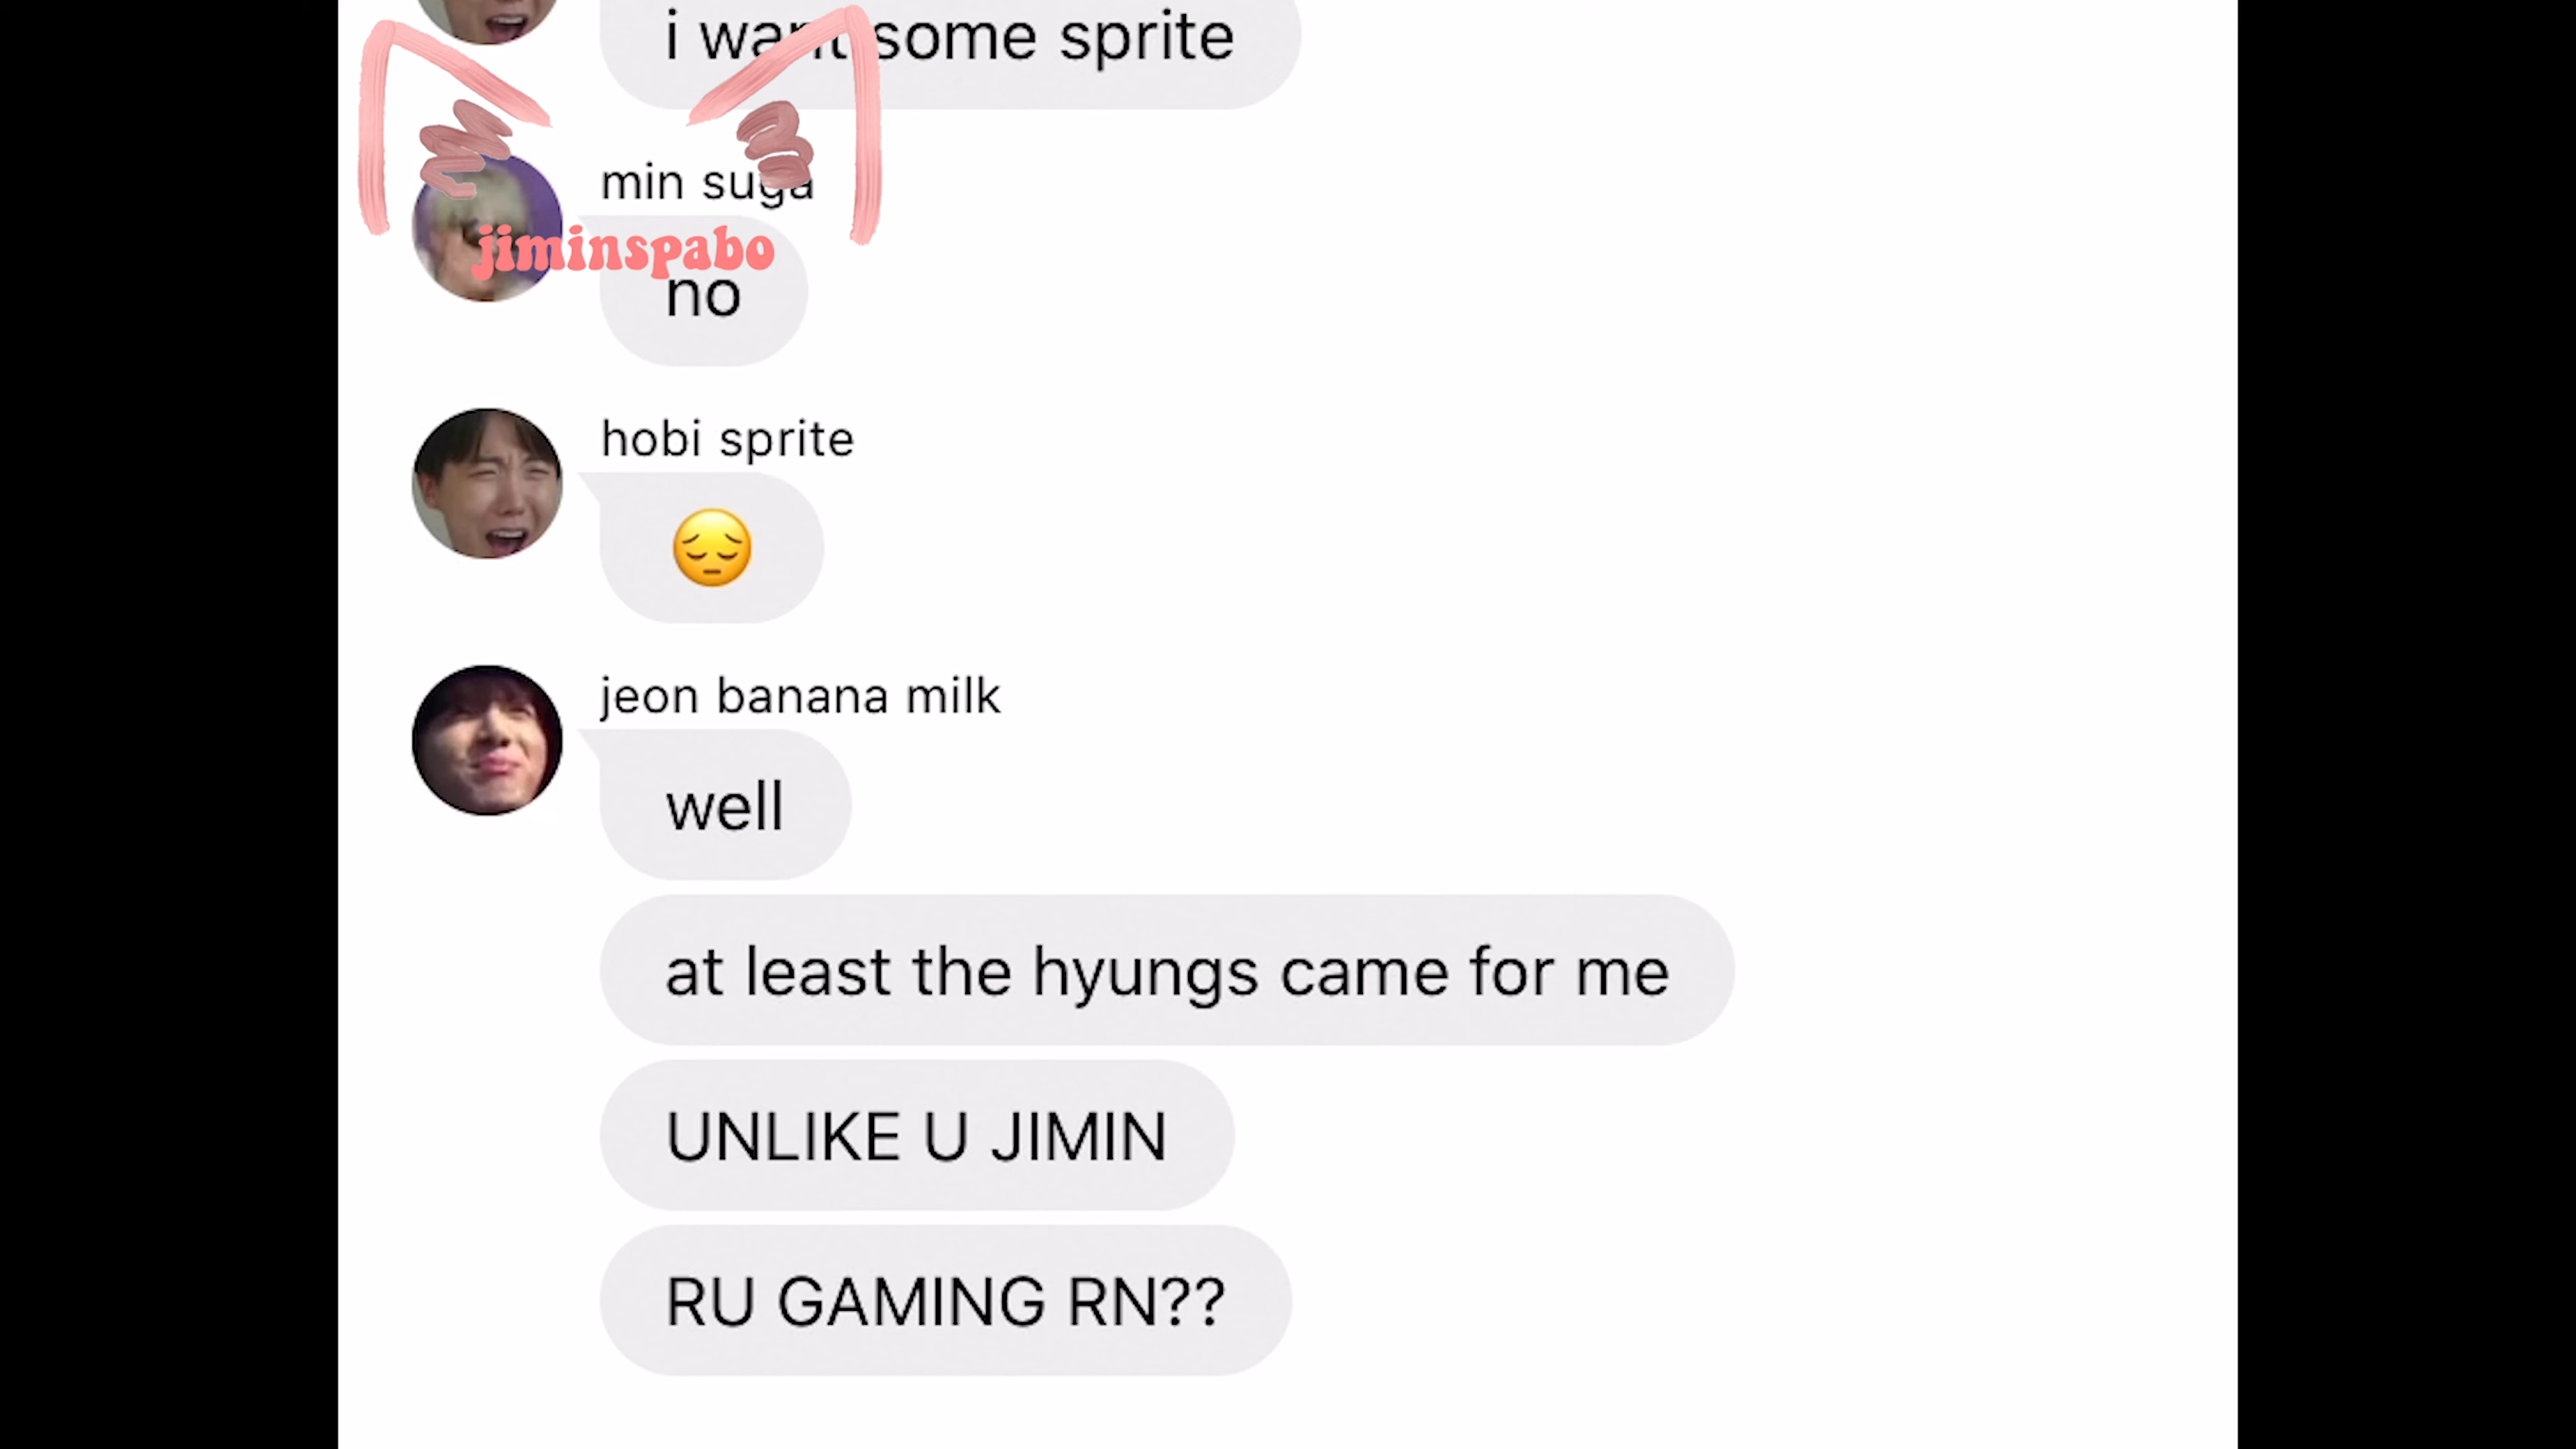 i want some sprite
min suga
jiminspabo
no
hobi sprite
😔
jeon banana milk
well
at least the hyungs came for me
UNLIKE U JIMIN
RU GAMING RN??